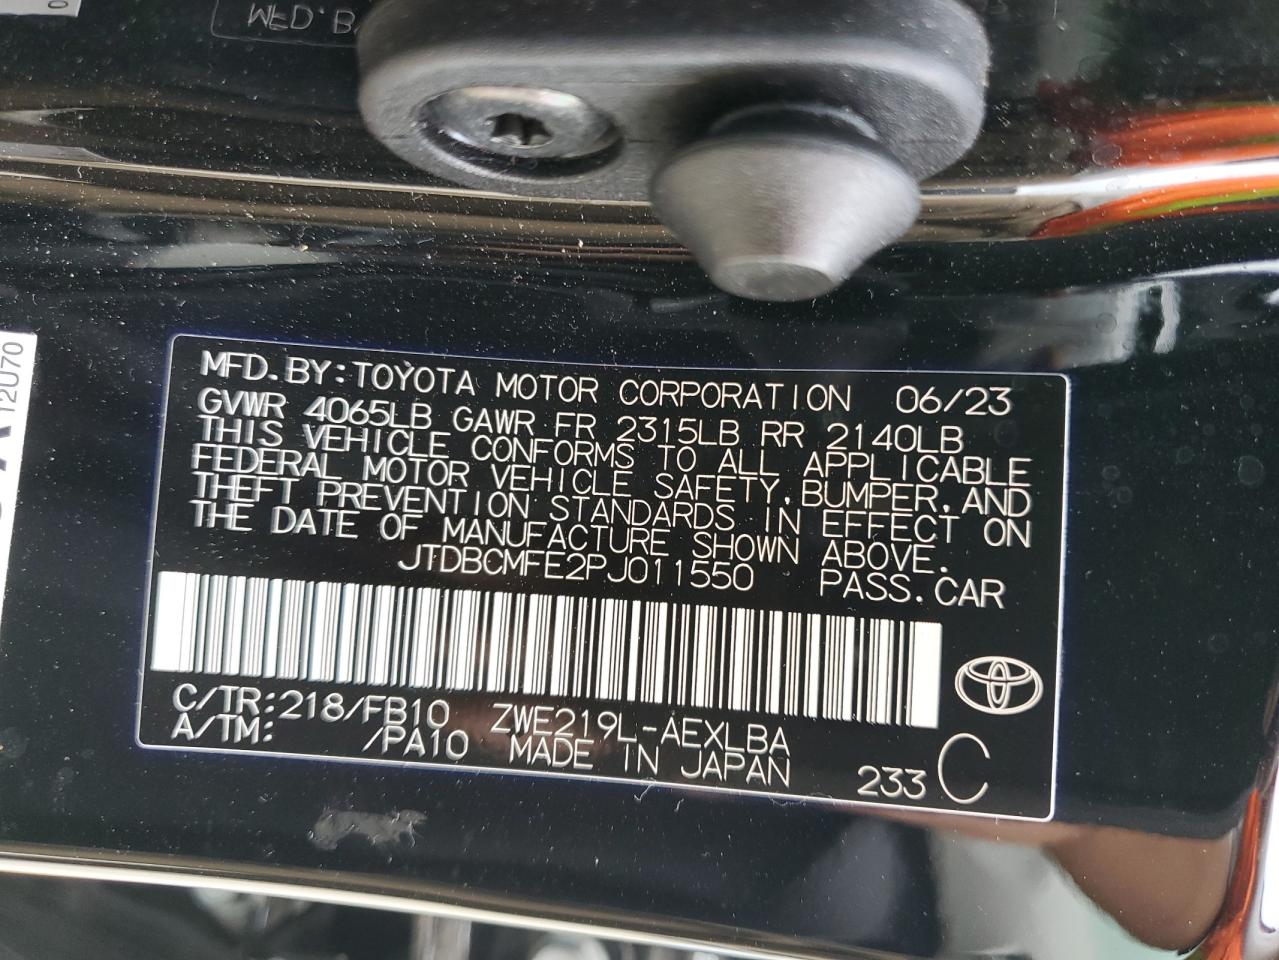 MFD.B
12U70
MFD.BY:TOYOTA MOTOR CORPORATION 06/23
GVWR 4065LB GAWR FR 2315LB RR 2140LB
THIS VEHICLE CONFORMS TO ALL APPLICABLE
FEDERAL MOTOR VEHICLE SAFETY,BUMPER,AND
THEFT PREVENTION STANDARDS IN EFFECT ON
THE DATE OF MANUFACTURE SHOWN ABOVE.
JTDBCMFE2PJ011550 PASS.CAR
C/TR:218/FB10 ZWE219L-AEXLBA
A/TM: /PA10 MADE IN JAPAN 233 C